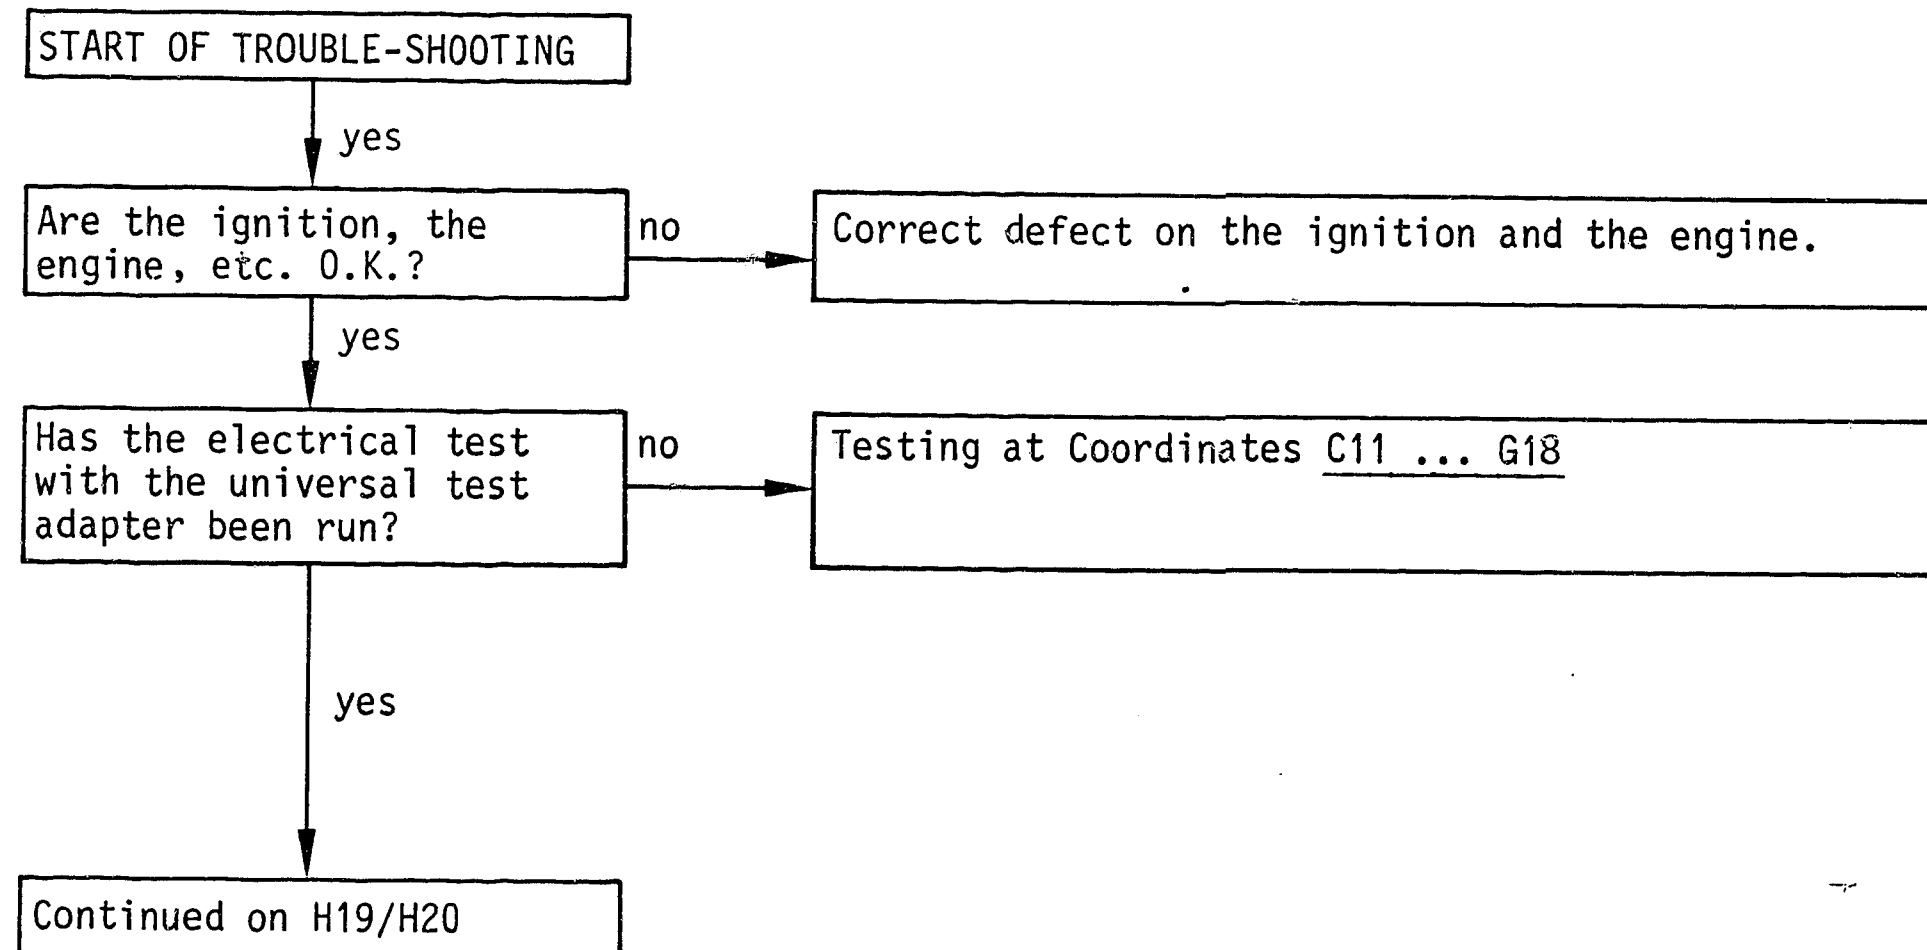 START OF TROUBLE-SHOOTING
yes
Are the ignition, the
engine, etc. O.K.?
no
Correct defect on the ignition and the engine.
yes
Has the electrical test
with the universal test
adapter been run?
no
Testing at Coordinates C11 ... G18
yes
Continued on H19/H20